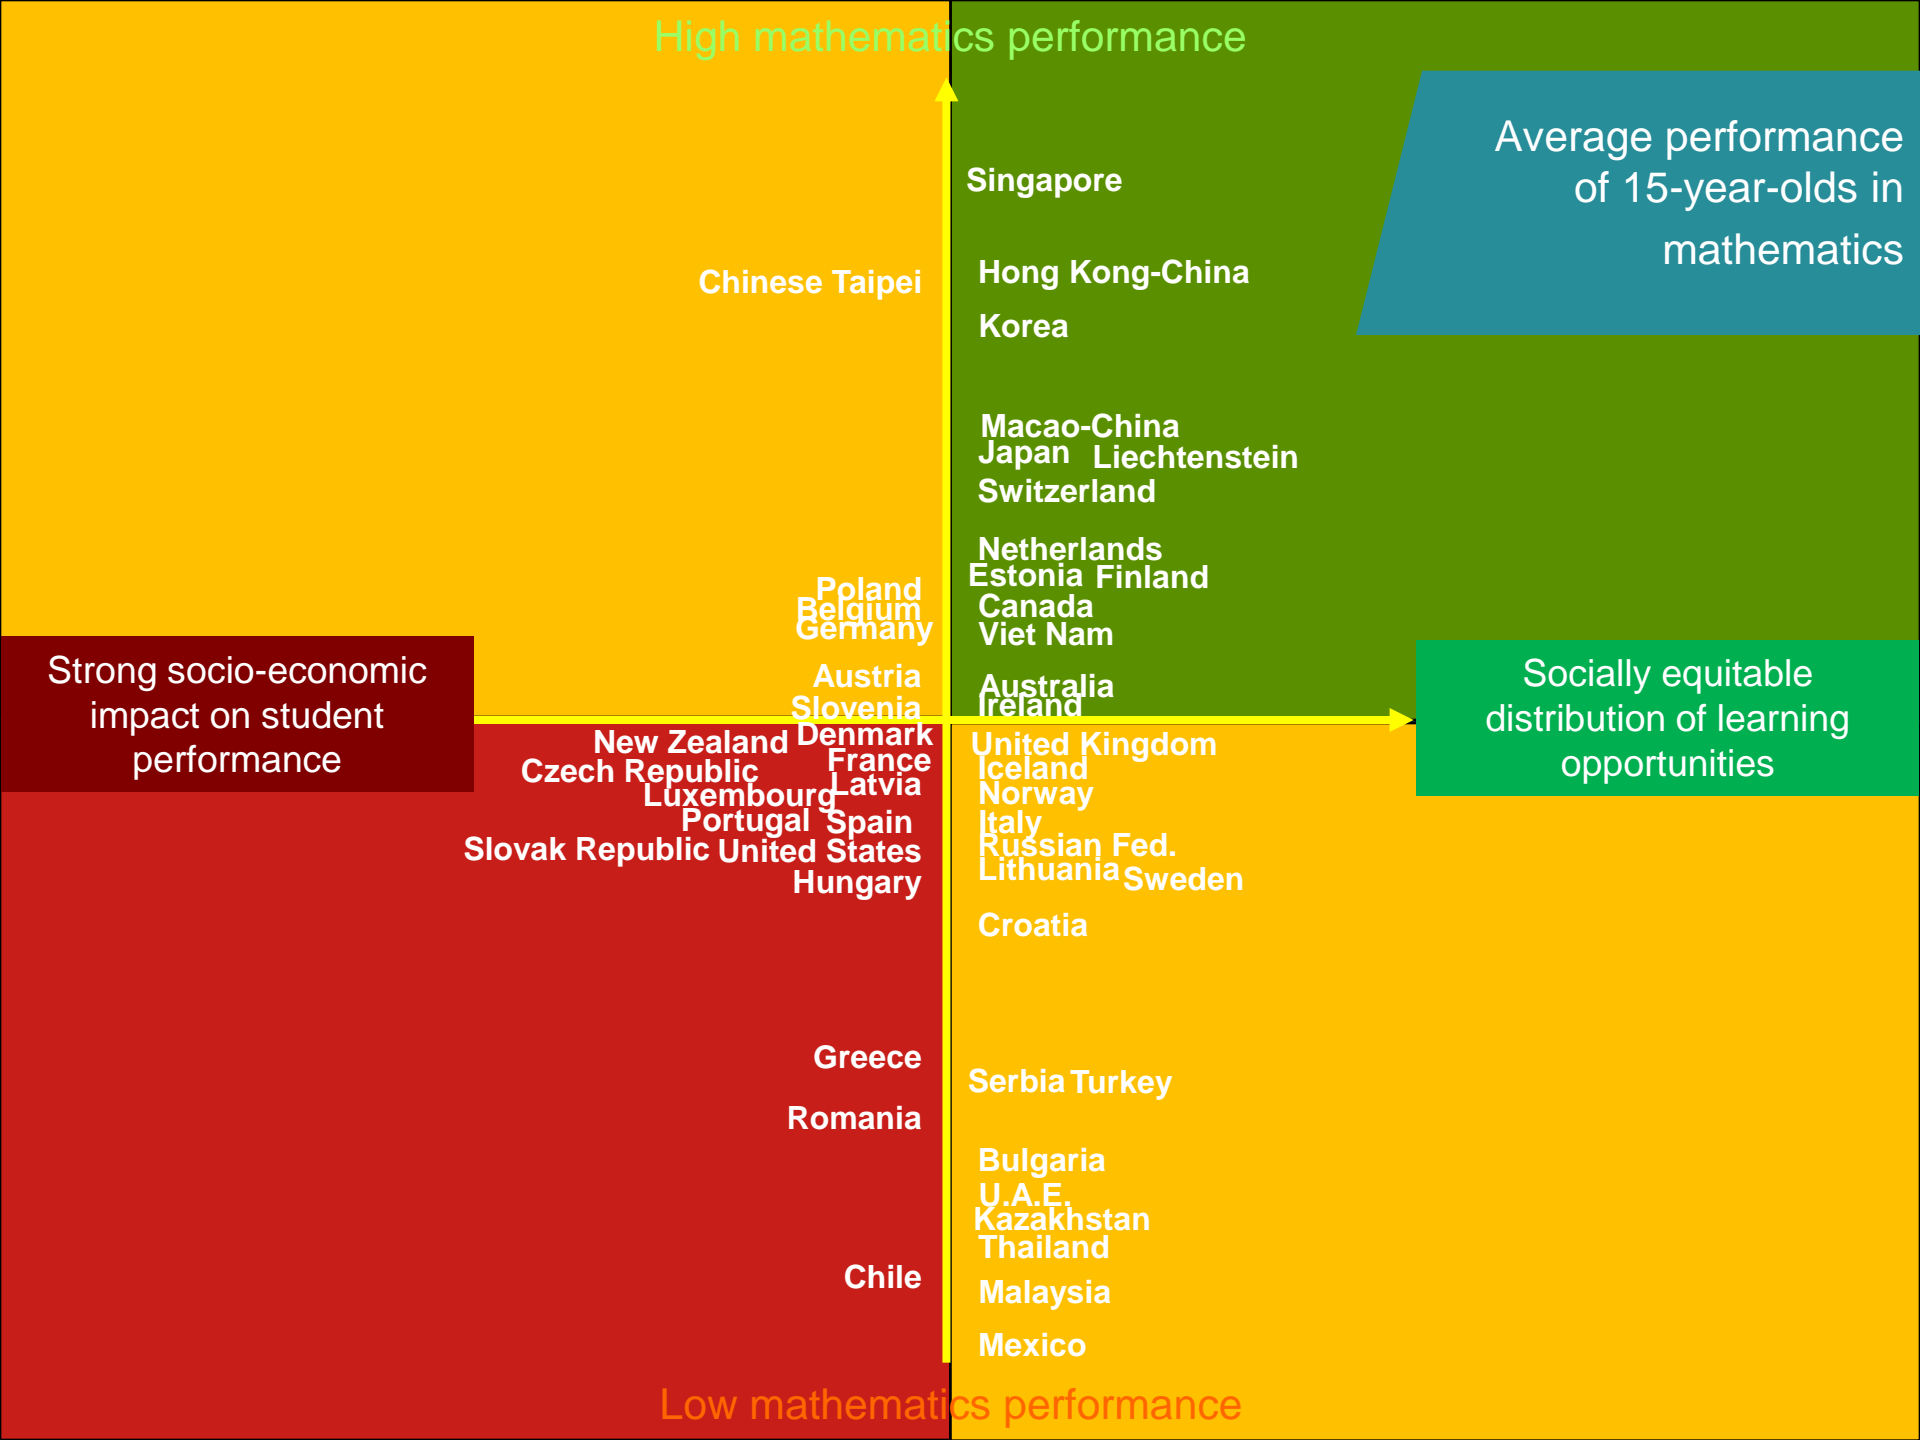 High mathematics performance
Average performance
of 15-year-olds in
mathematics
Singapore
Chinese Taipei
Hong Kong-China
Korea
Macao-China
Japan
Liechtenstein
Switzerland
Netherlands
Estonia
Finland
Poland
Belgium
Germany
Canada
Viet Nam
Strong socio-economic
impact on student
performance
Austria
Slovenia
Australia
Ireland
Socially equitable
distribution of learning
opportunities
New Zealand
Denmark
Czech Republic
France
Luxembourg
Latvia
Portugal
Spain
Slovak Republic
United States
Hungary
United Kingdom
Iceland
Norway
Italy
Russian Fed.
Lithuania
Sweden
Croatia
Greece
Serbia
Turkey
Romania
Bulgaria
U.A.E.
Kazakhstan
Thailand
Chile
Malaysia
Mexico
Low mathematics performance